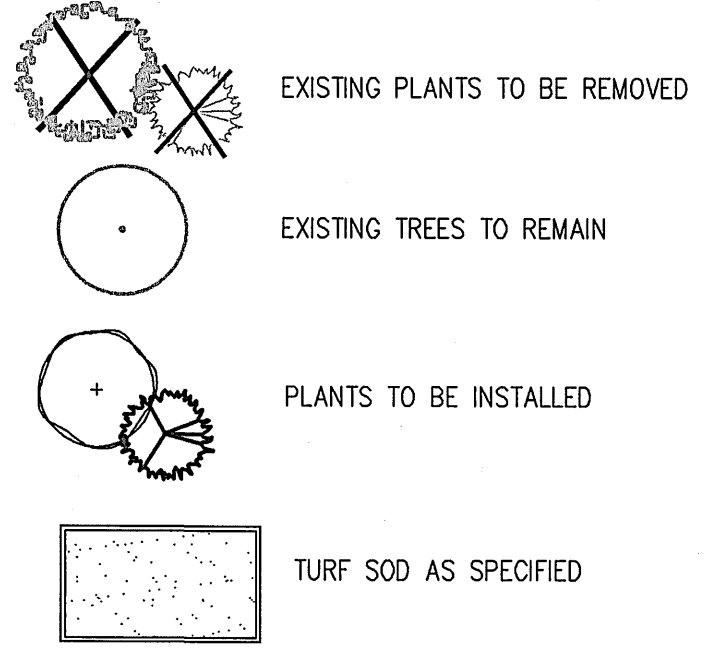 EXISTING PLANTS TO BE REMOVED
EXISTING TREES TO REMAIN
PLANTS TO BE INSTALLED
TURF SOD AS SPECIFIED